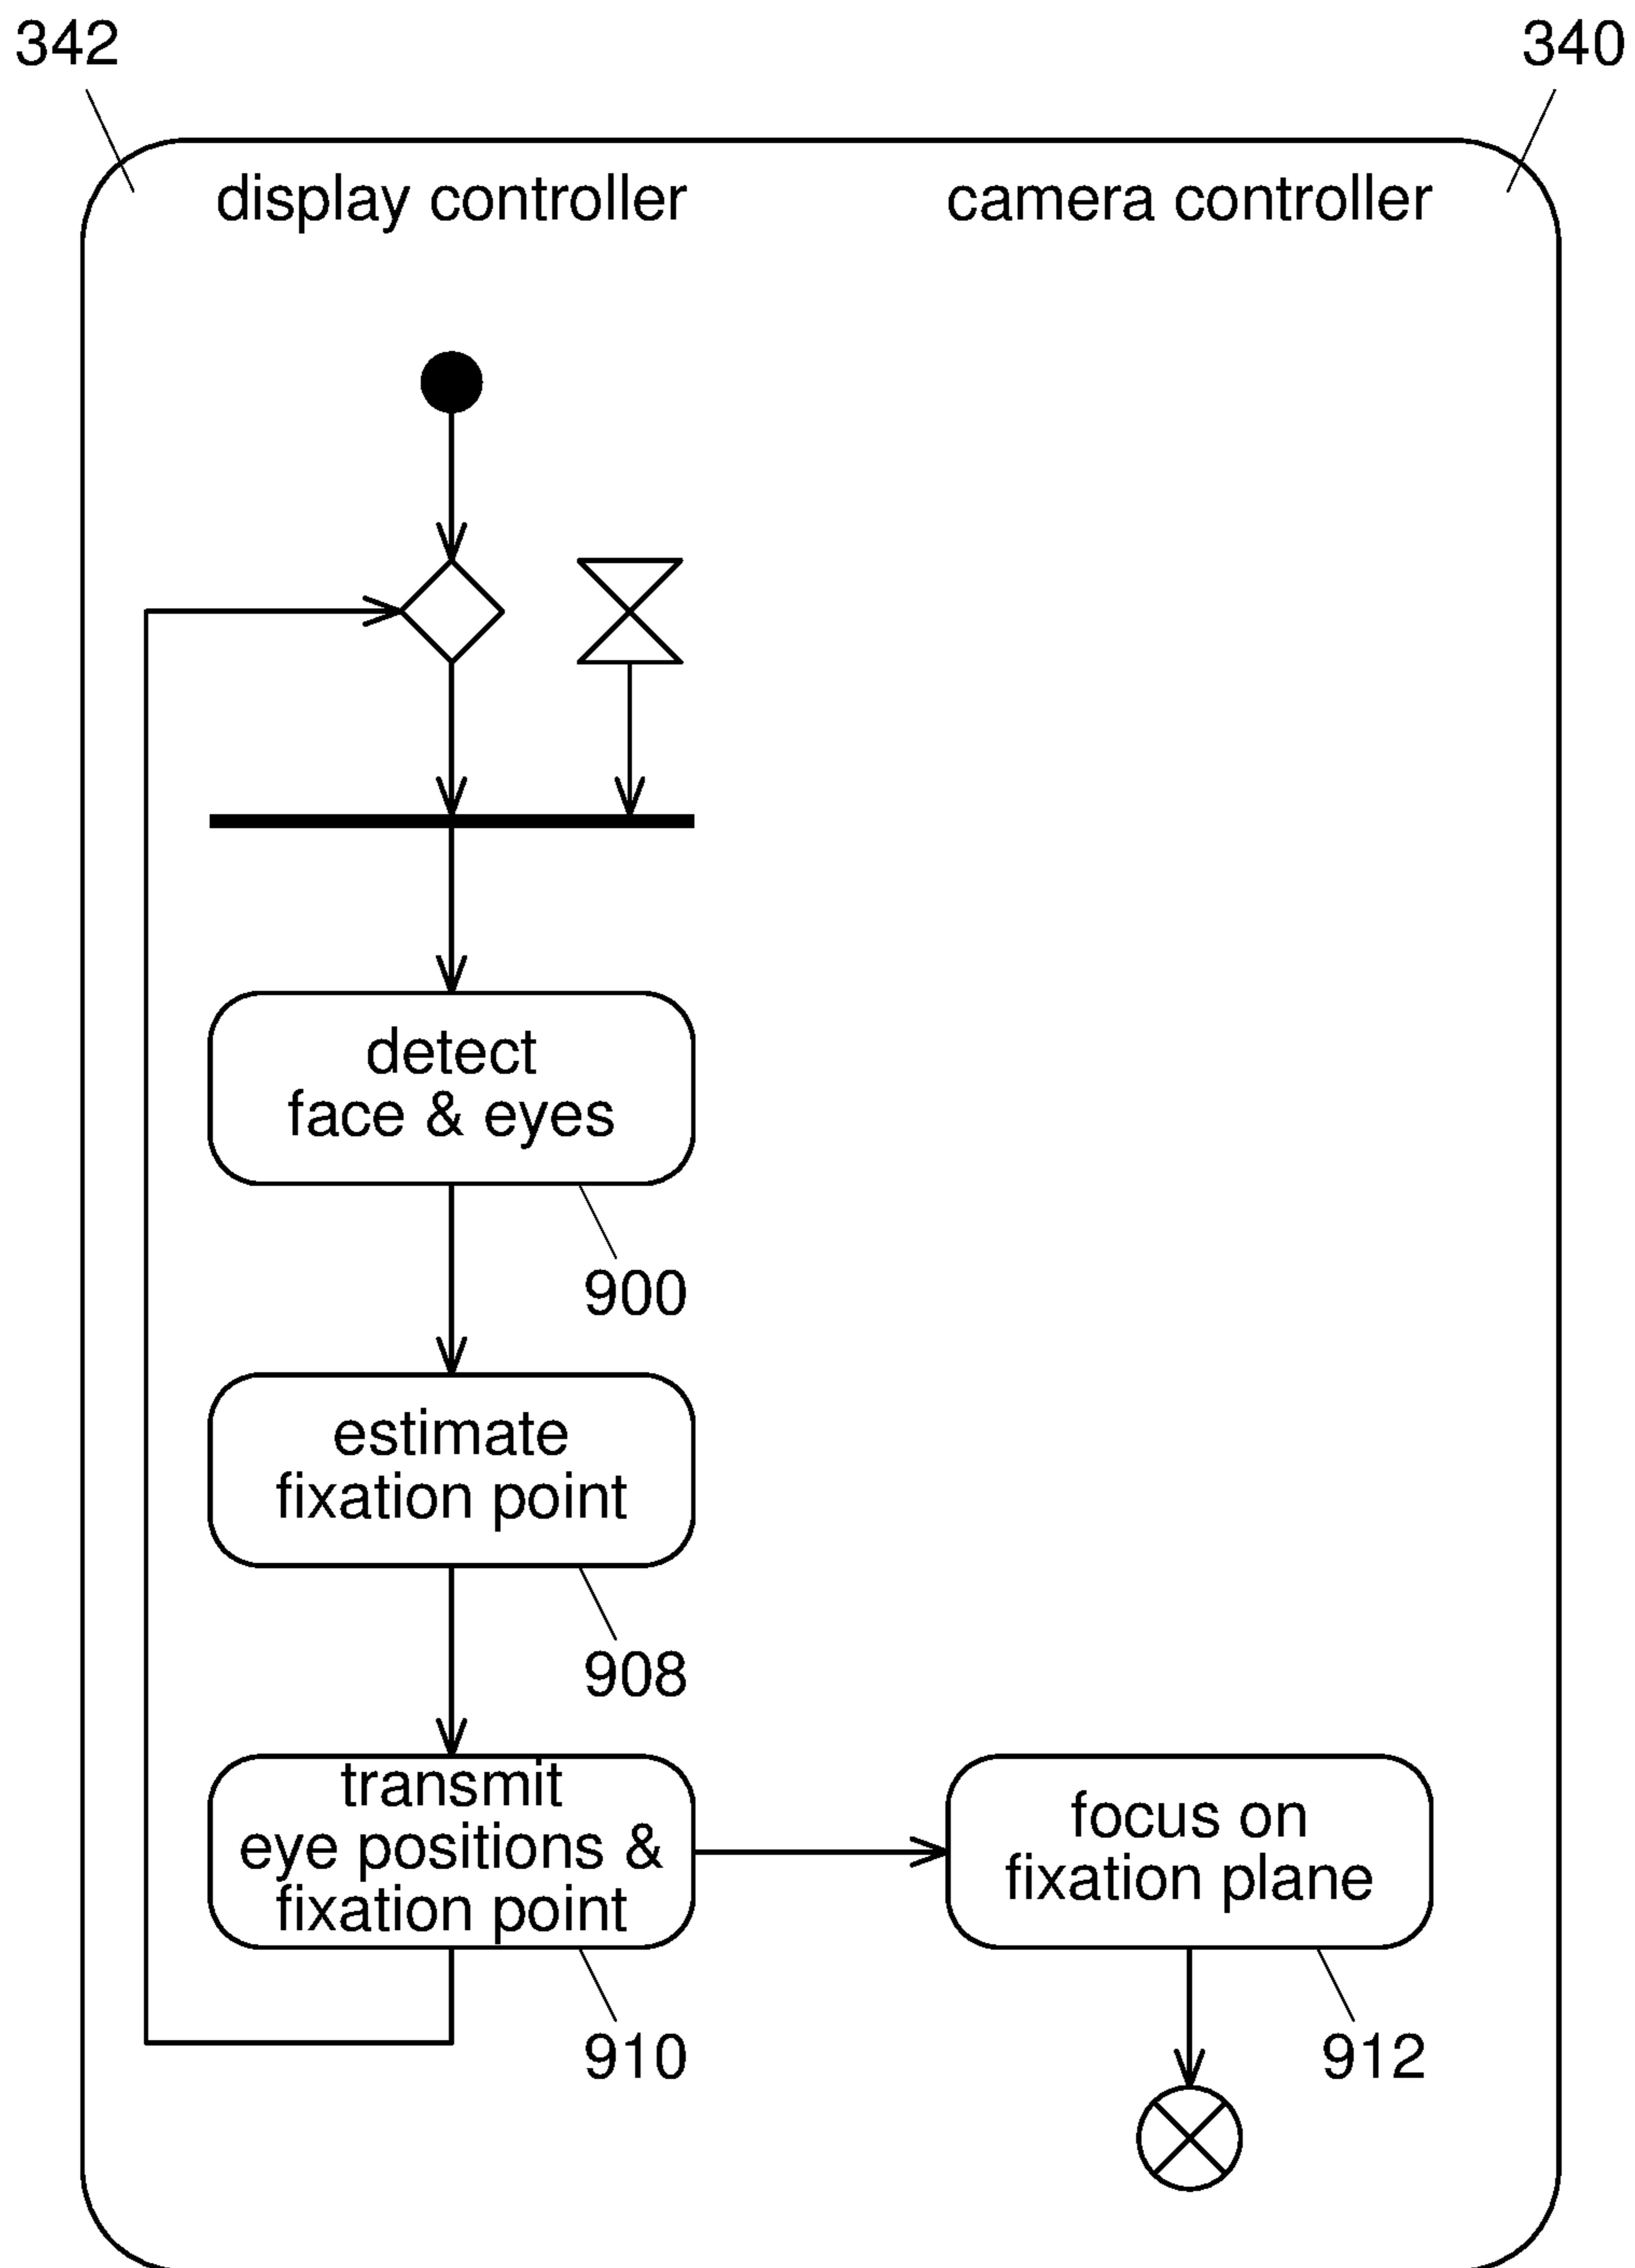 342
340
display controller
camera controller
detect
face & eyes
900
estimate
fixation point
908
transmit
eye positions &
fixation point
910
focus on
fixation plane
912